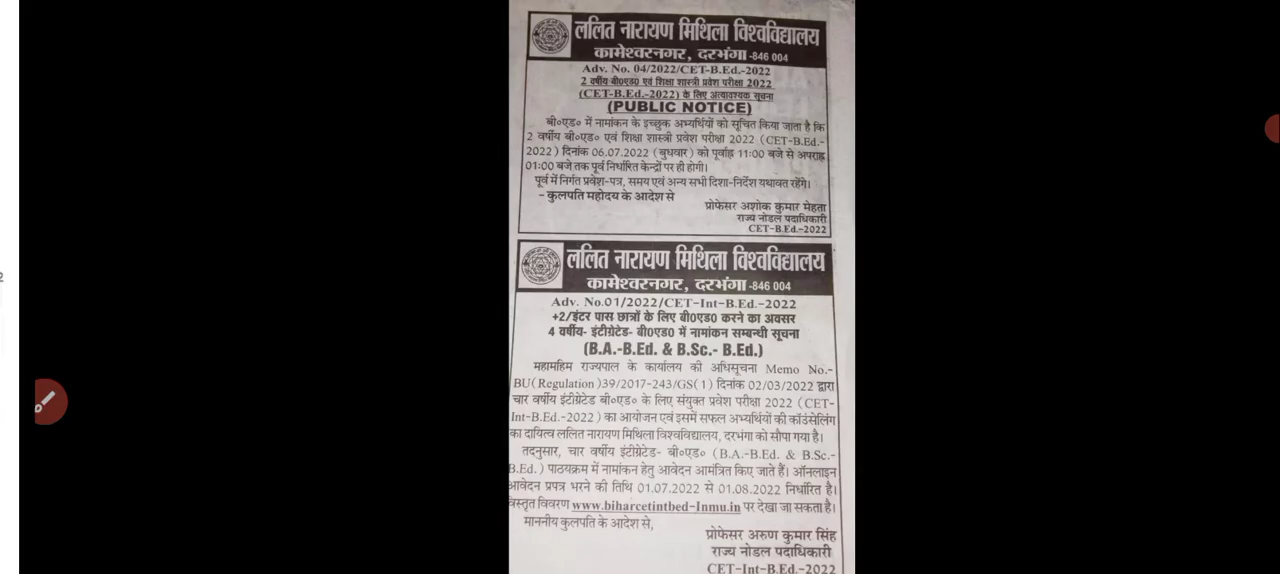 ललित नारायण मिथिला विश्वविद्यालय
कामेश्वरनगर, दरभंगा-846 004
Adv. No. 04/2022/CET-B.Ed.-2022
2 वर्षीय बी०एड० एवं शिक्षा शास्त्री प्रवेश परीक्षा 2022
(CET-B.Ed.-2022) के लिए अत्यावश्यक सूचना
(PUBLIC NOTICE)
बी०एड० में नामांकन के इच्छुक अभ्यर्थियों को सूचित किया जाता है कि
2 वर्षीय बी०एड० एवं शिक्षा शास्त्री प्रवेश परीक्षा 2022 (CET-B.Ed.-
2022) दिनांक 06.07.2022 (बुधवार) को पूर्वाह्न 11:00 बजे से अपराह्न
01:00 बजे तक पूर्व निर्धारित केन्द्रों पर ही होगी।
पूर्व में निर्गत प्रवेश-पत्र, समय एवं अन्य सभी दिशा-निर्देश यथावत रहेंगे।
- कुलपति महोदय के आदेश से
प्रोफेसर अशोक कुमार मेहता
राज्य नोडल पदाधिकारी
CET-B.Ed.-2022
ललित नारायण मिथिला विश्वविद्यालय
कामेश्वरनगर, दरभंगा-846 004
Adv. No.01/2022/CET-Int-B.Ed.-2022
+2/इंटर पास छात्रों के लिए बी0एड0 करने का अवसर
4 वर्षीय- इंटीग्रेटेड- बी०एड० में नामांकन सम्बन्धी सूचना
(B.A.-B.Ed. & B.Sc.- B.Ed.)
महामहिम राज्यपाल के कार्यालय की अधिसूचना Memo No.-
BU(Regulation)39/2017-243/GS(1) दिनांक 02/03/2022 द्वारा
चार वर्षीय इंटीग्रेटेड बी०एड० के लिए संयुक्त प्रवेश परीक्षा 2022 (CET-
Int-B.Ed.-2022) का आयोजन एवं इसमें सफल अभ्यर्थियों की कॉउंसेलिंग
का दायित्व ललित नारायण मिथिला विश्वविद्यालय, दरभंगा को सौपा गया है।
तदनुसार, चार वर्षीय इंटीग्रेटेड- बी०एड० (B.A.-B.Ed. & B.Sc.-
B.Ed.) पाठयक्रम में नामांकन हेतु आवेदन आमंत्रित किए जाते हैं। ऑनलाइन
आवेदन प्रपत्र भरने की तिथि 01.07.2022 से 01.08.2022 निर्धारित है।
विस्तृत विवरण www.biharcetintbed-lnmu.in पर देखा जा सकता है।
माननीय कुलपति के आदेश से,
प्रोफेसर अरुण कुमार सिंह
राज्य नोडल पदाधिकारी
CET-Int-B.Ed.-2022